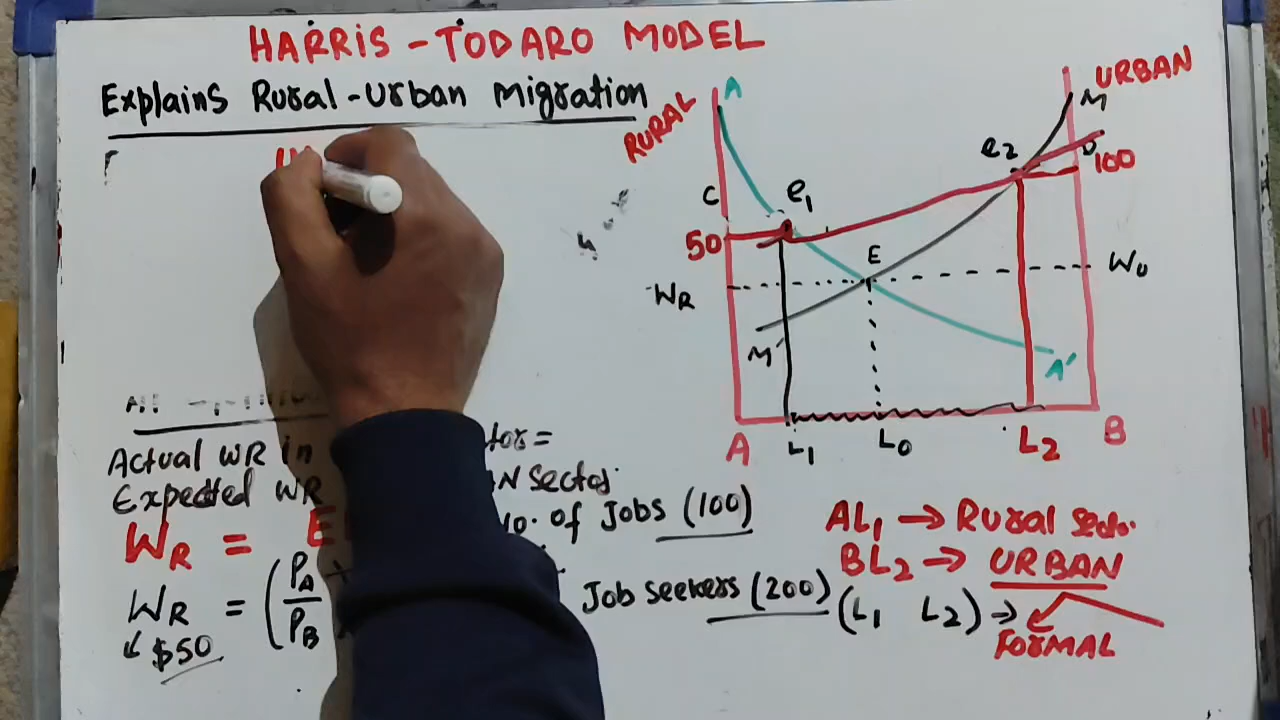 HARRIS - TODARO MODEL
Explains Rural-Urban Migration
Actual WR in
Expected WR
N Sector
of Jobs (100)
WR = E
WR = (PA
PB
$50
Job seekers (200)
RURAL
A
URBAN
M
C
e1
e2
100
50
E
WR
W0
M'
A'
A
L1
L0
L2
B
AL1 → Rural Secto.
BL2 → URBAN
(L1 L2) →
FORMAL